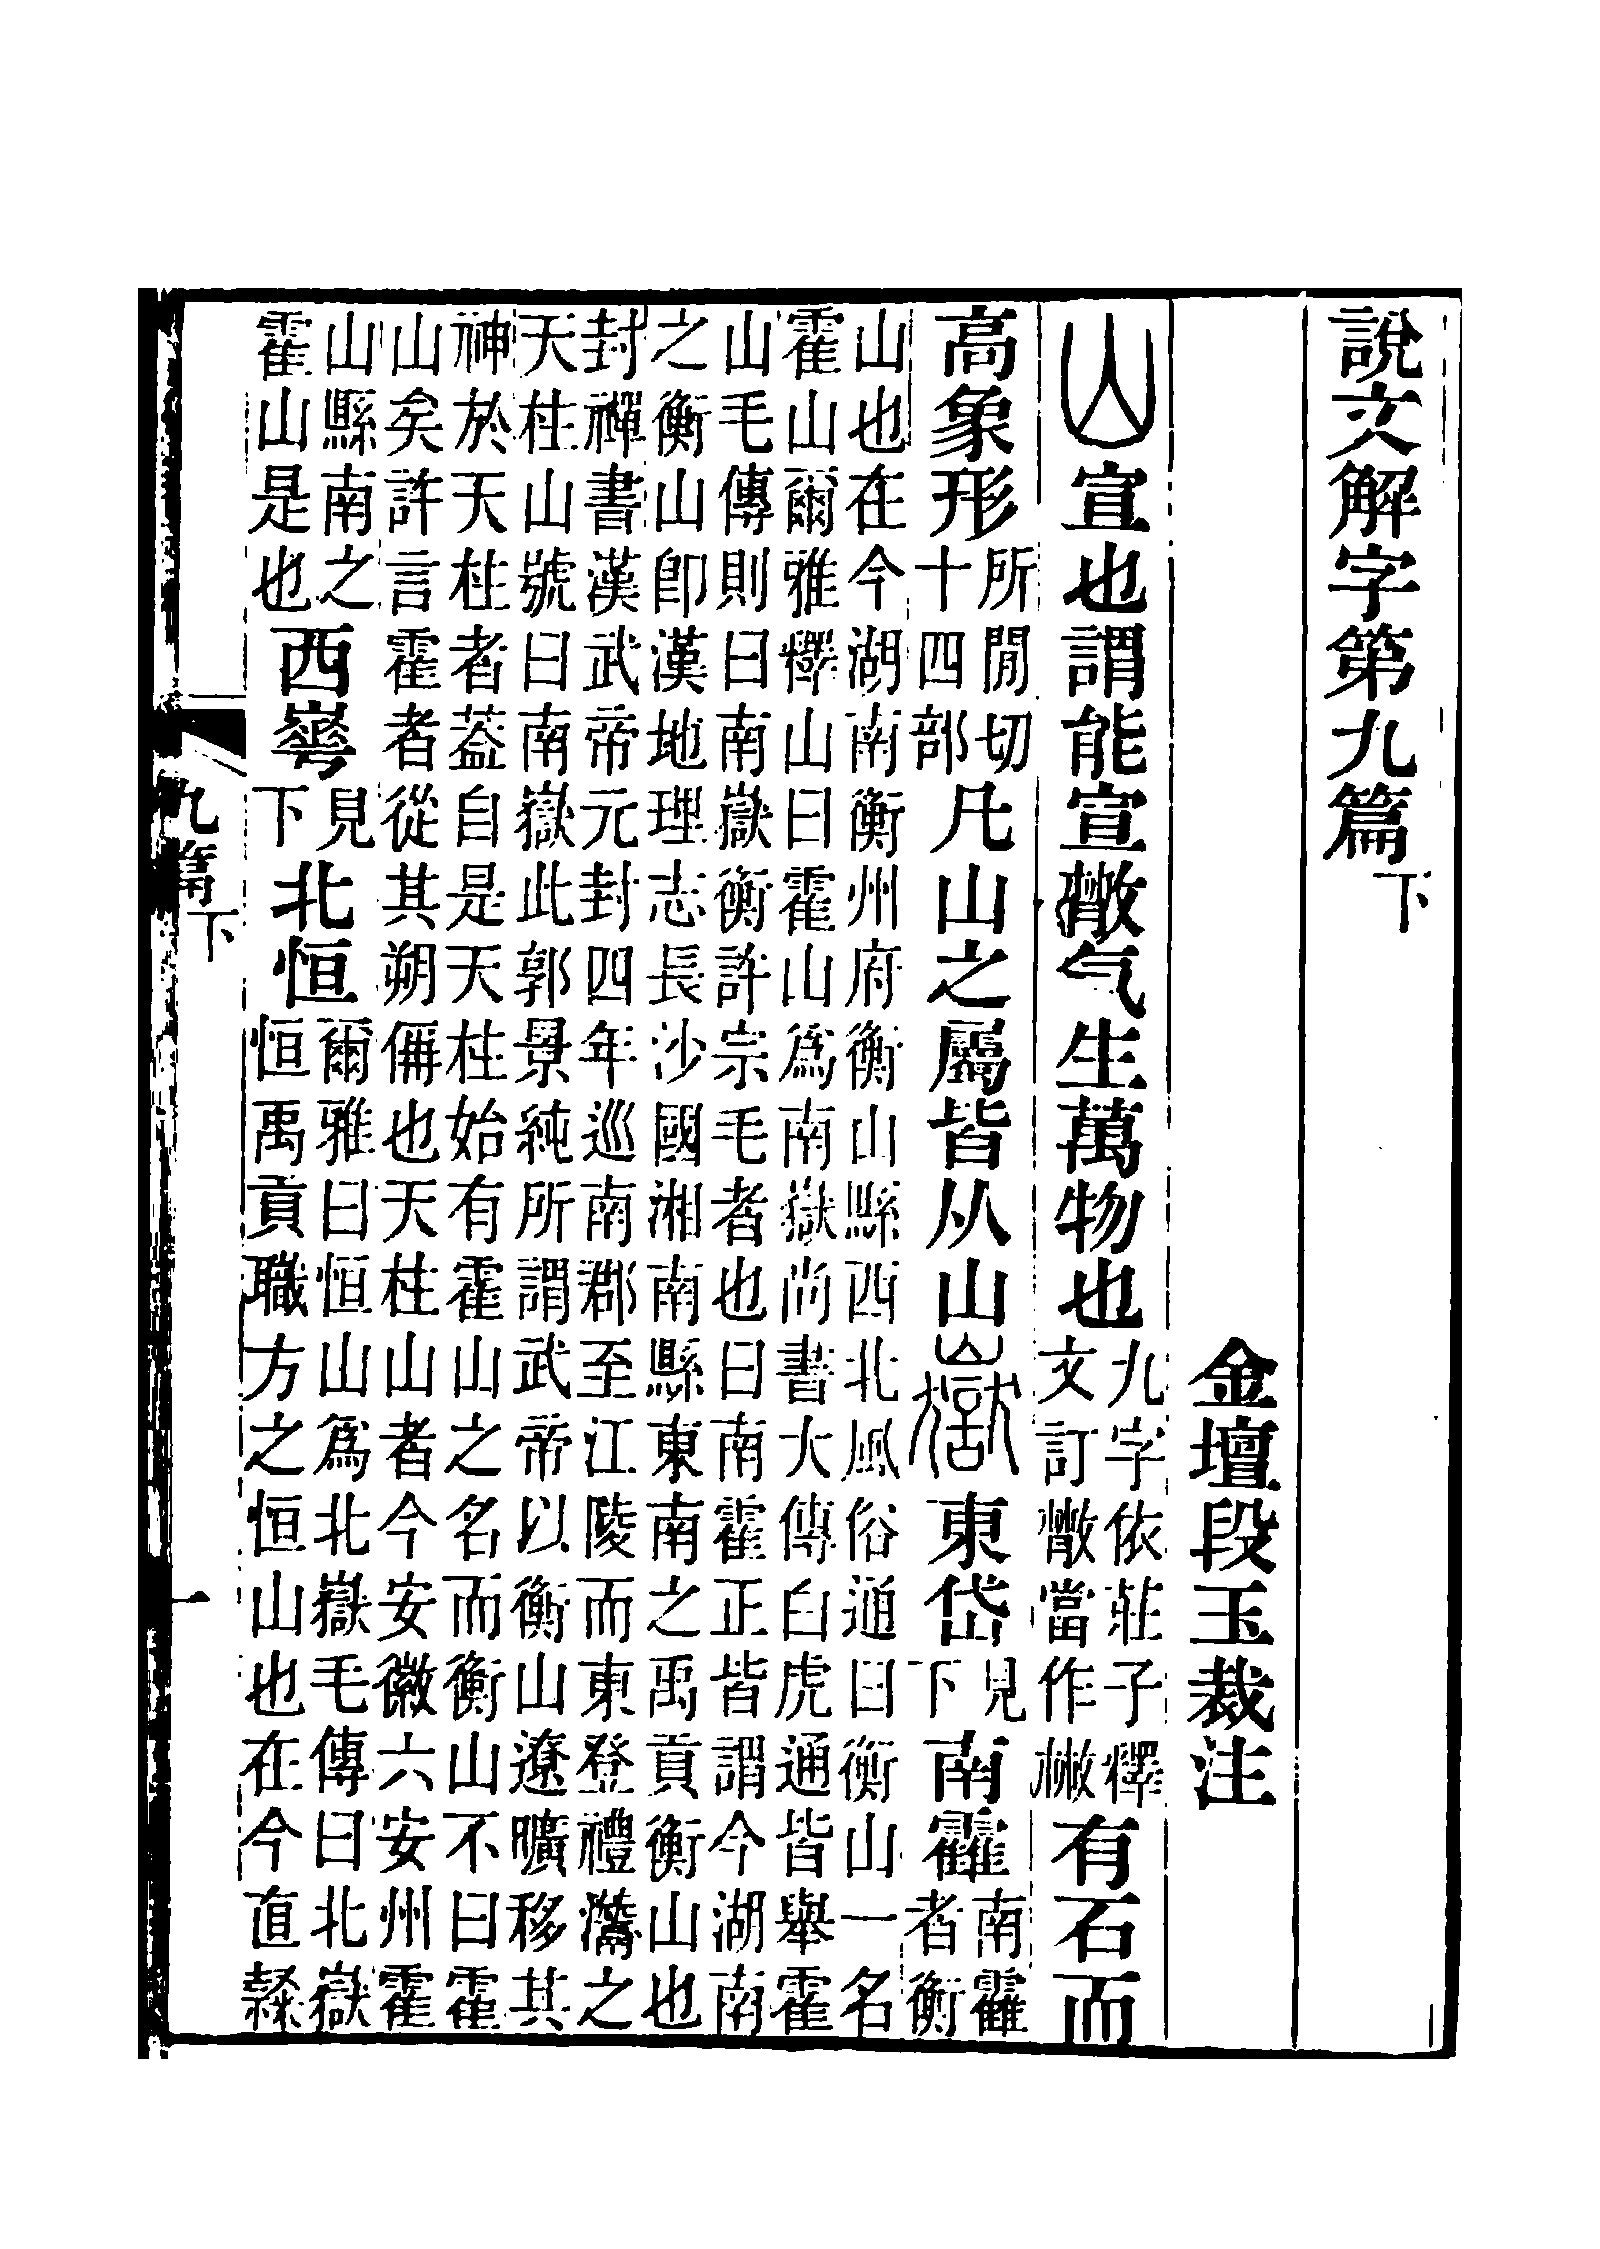 說文解字第九篇下
金壇段玉裁注
山宣也謂能宣㪔气生萬物也九字依莊子釋文訂㪔當作𢿱有石而
高象形所閒切十四部凡山之屬皆从山嶽東岱見下南靃南靃者衡
山也在今湖南衡州府衡山縣西北風俗通曰衡山一名
霍山爾雅釋山曰霍山爲南嶽尚書大傳白虎通皆舉霍
山毛傳則曰南嶽衡許宗毛者也曰南霍正皆謂今湖南
之衡山卽漢地理志長沙國湘南縣東南之禹貢衡山也
封禪書漢武帝元封四年巡南郡至江陵而東登禮灊之
天柱山號曰南嶽此郭景純所謂武帝以衡山遼曠移其
神於天柱者葢自是天柱始有霍山之名而衡山不曰霍
山矣許言霍者從其朔偁也天柱山者今安徽六安州霍
山縣南之霍山是也西崋見下北恒爾雅曰恒山爲北嶽毛傳曰北嶽恒禹貢職方之恒山也在今直隸
九篇下
一